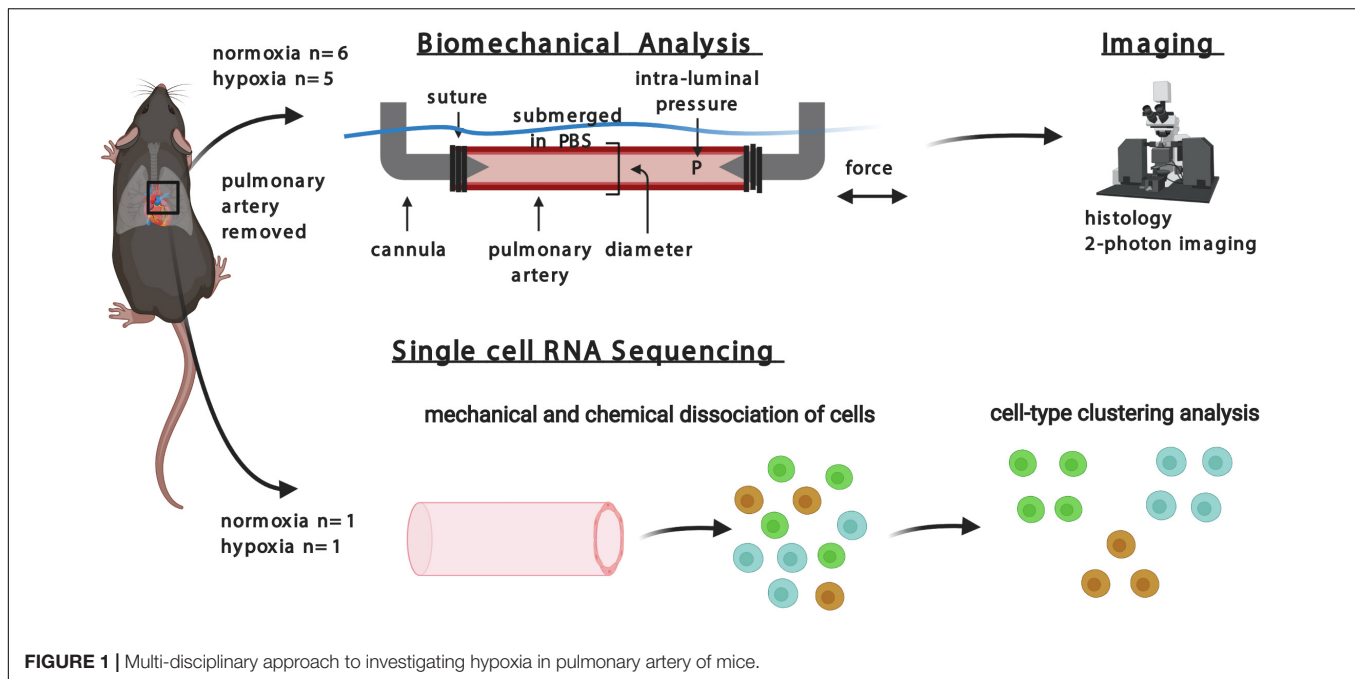 Biomechanical Analysis
Imaging
normoxia n=6
hypoxia n=5
pulmonary
artery
removed
suture
submerged
in PBS
intra-luminal
pressure
P
force
cannula
pulmonary
artery
diameter
histology
2-photon imaging
Single cell RNA Sequencing
mechanical and chemical dissociation of cells
cell-type clustering analysis
normoxia n=1
hypoxia n=1
FIGURE 1 | Multi-disciplinary approach to investigating hypoxia in pulmonary artery of mice.